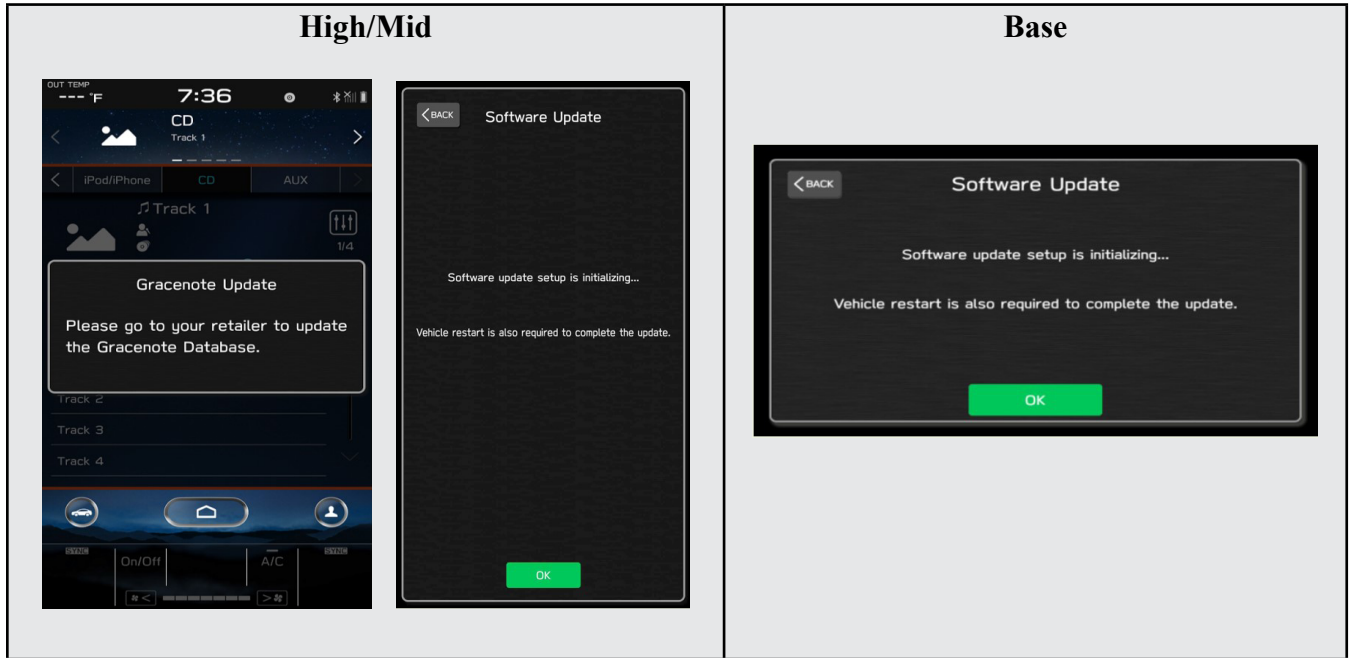 High/Mid
Base
OUT TEMP
--- °F
7:36
CD
Track 1
iPod/iPhone
CD
AUX
Track 1
1/4
Gracenote Update
Please go to your retailer to update
the Gracenote Database.
Track 2
Track 3
Track 4
SYNC
On/Off
A/C
SYNC
BACK
Software Update
Software update setup is initializing...
Vehicle restart is also required to complete the update.
OK
BACK
Software Update
Software update setup is initializing...
Vehicle restart is also required to complete the update.
OK